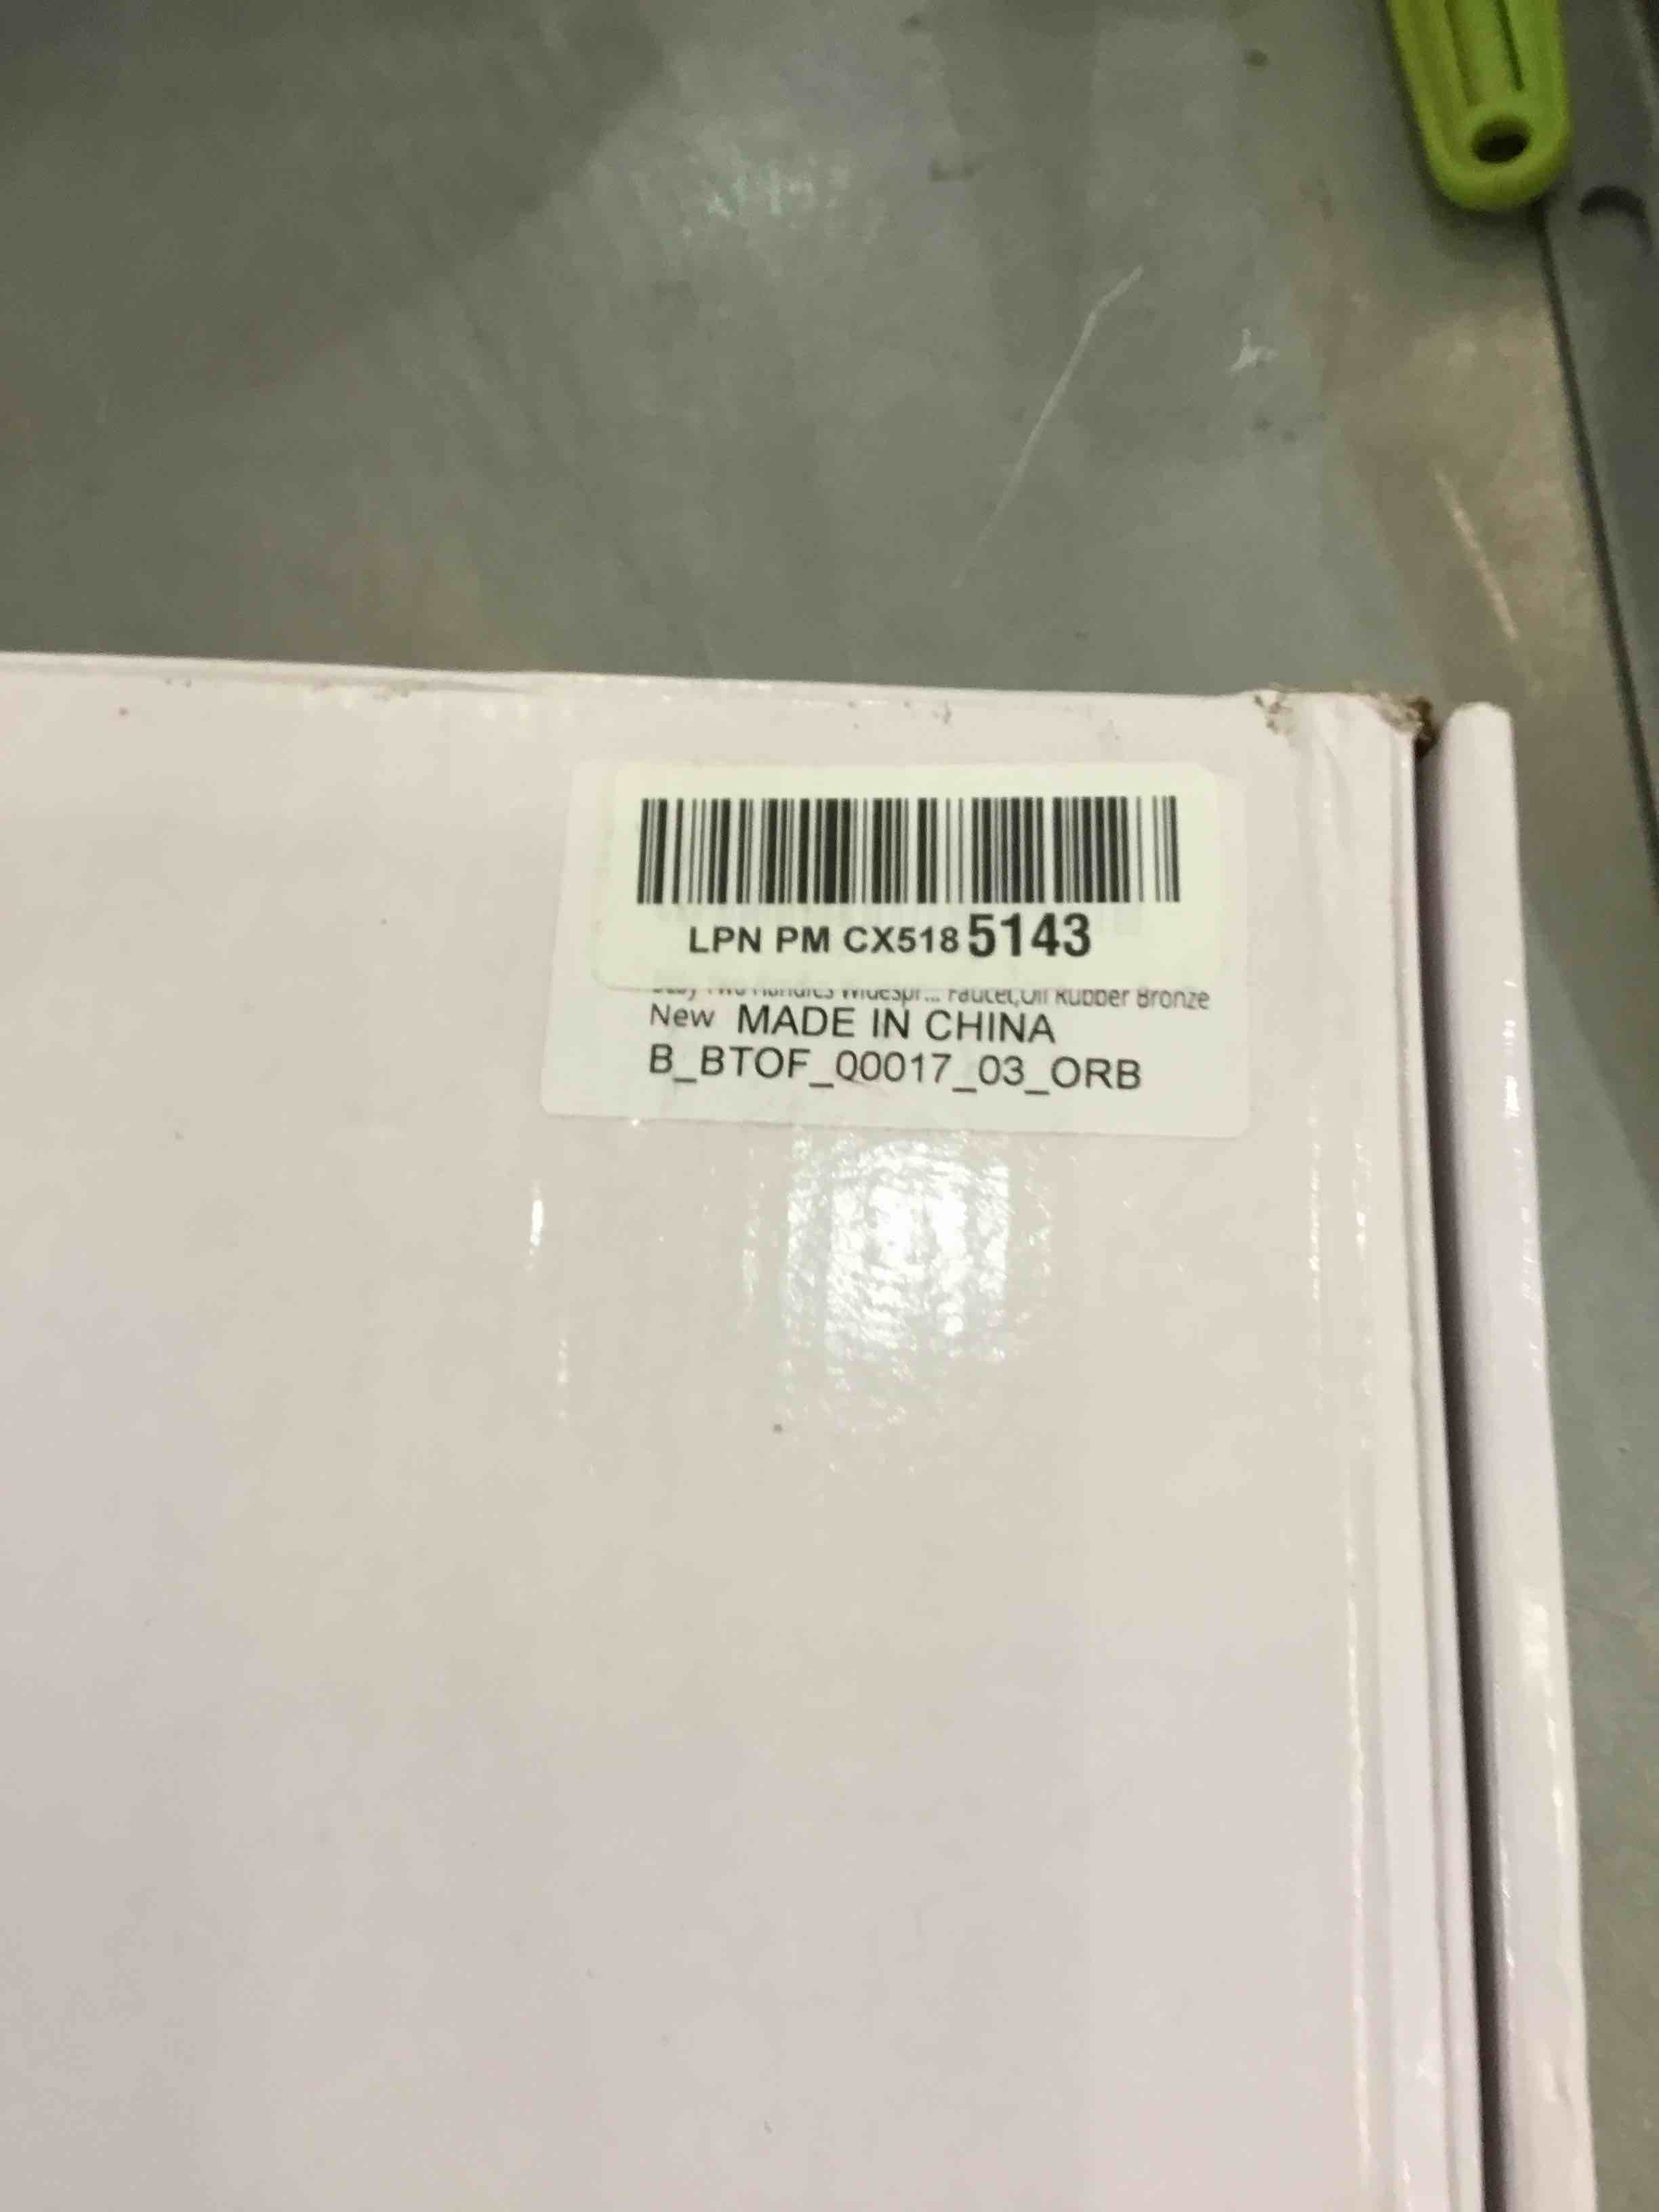 LPN PM CX518 5143
Two Handles Widespr... Faucet,Oil Rubber Bronze
New MADE IN CHINA
B_BTOF_00017_03_ORB